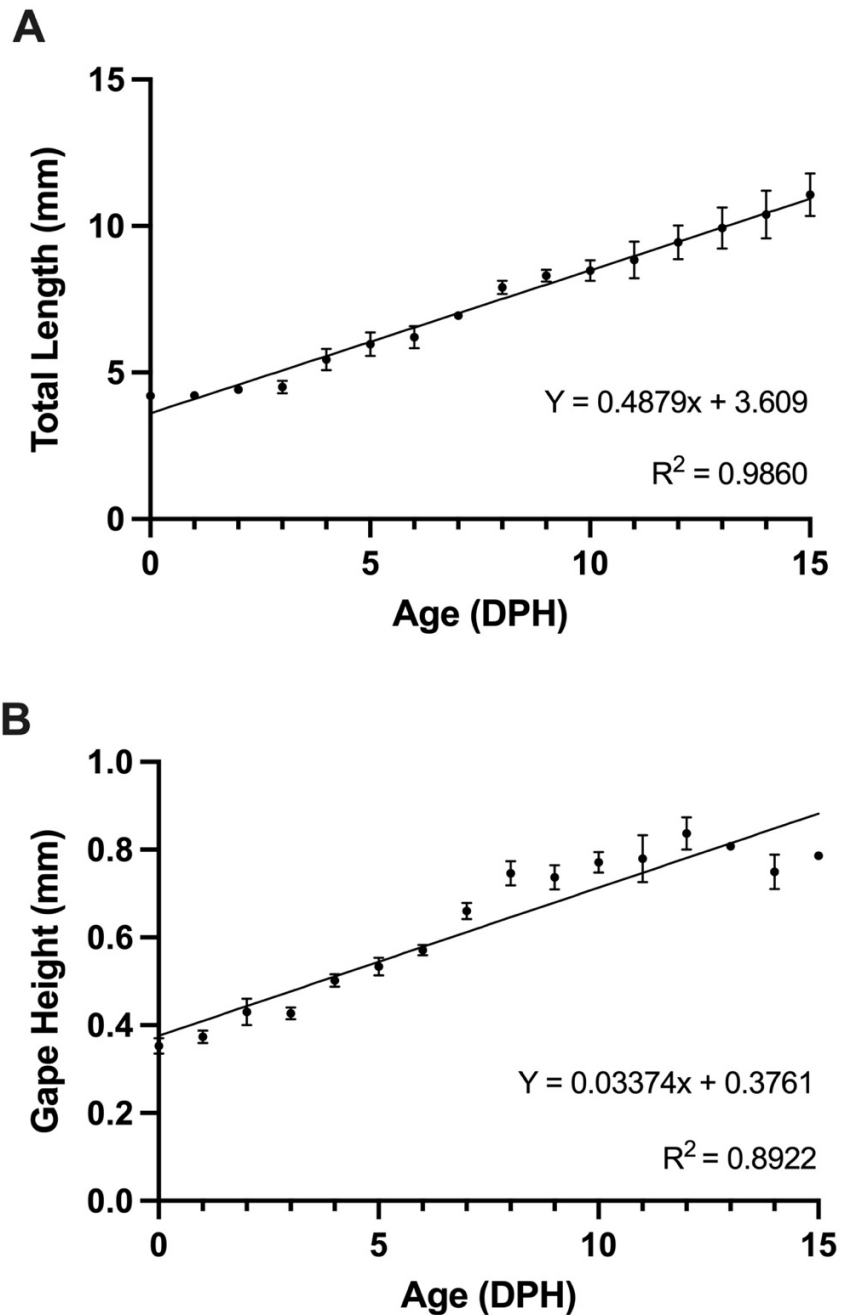 A
15
10
5
0
Total Length (mm)
Y = 0.4879x + 3.609
R² = 0.9860
0 5 10 15
Age (DPH)
B
1.0
0.8
0.6
0.4
0.2
0.0
Gape Height (mm)
Y = 0.03374x + 0.3761
R² = 0.8922
0 5 10 15
Age (DPH)